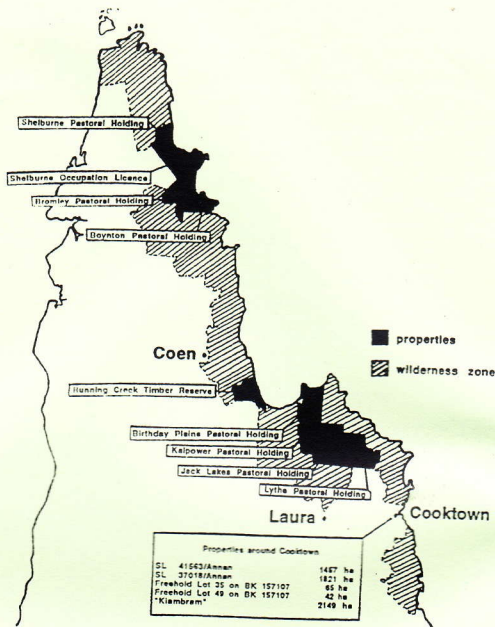 Shelburne Pastoral Holding
Shelburne Occupation Licence
Bromley Pastoral Holding
Boynton Pastoral Holding
Coen
properties
wilderness zone
Running Creek Timber Reserve
Birthday Plains Pastoral Holding
Kalpower Pastoral Holding
Jack Lakes Pastoral Holding
Lytha Pastoral Holding
Laura
Cooktown
Properties around Cooktown
SL 41563/Annan 1457 ha
SL 37018/Annan 1821 ha
Freehold Lot 35 on BK 157107 65 ha
Freehold Lot 49 on BK 157107 42 ha
"Kiambram" 2149 ha